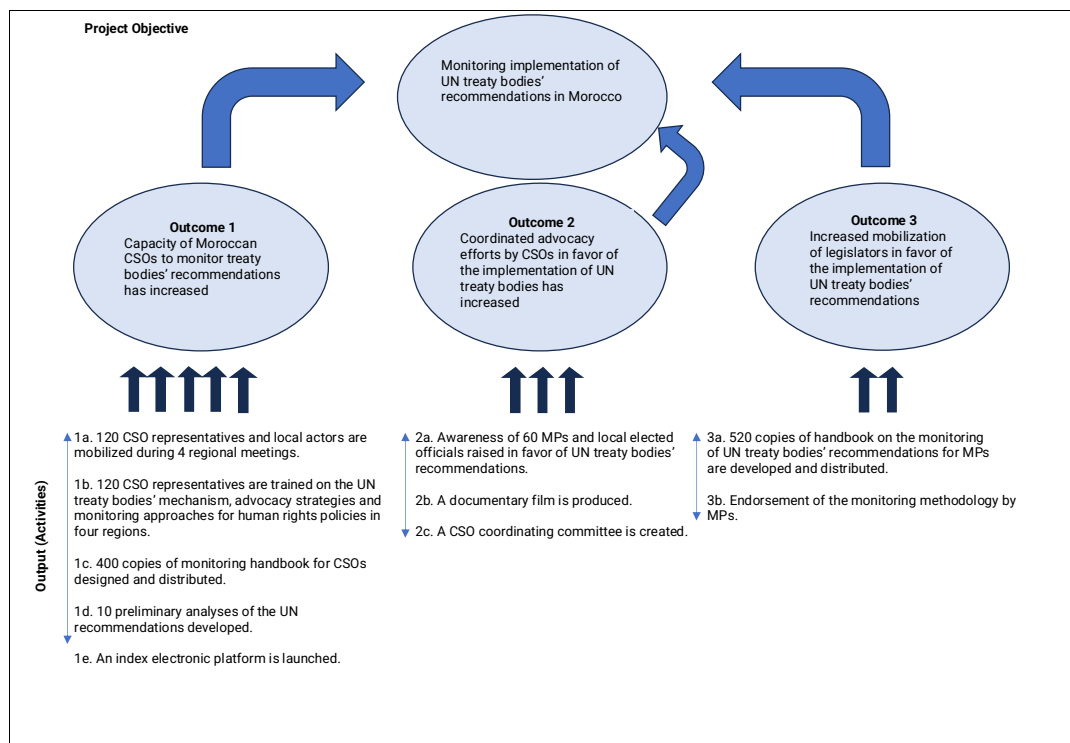 Project Objective
Monitoring implementation of
UN treaty bodies’
recommendations in Morocco
Outcome 1
Capacity of Moroccan
CSOs to monitor treaty
bodies’ recommendations
has increased
Outcome 2
Coordinated advocacy
efforts by CSOs in favor of
the implementation of UN
treaty bodies has
increased
Outcome 3
Increased mobilization
of legislators in favor of
the implementation of
UN treaty bodies’
recommendations
Output (Activities)
1a. 120 CSO representatives and local actors are
mobilized during 4 regional meetings.
1b. 120 CSO representatives are trained on the UN
treaty bodies’ mechanism, advocacy strategies and
monitoring approaches for human rights policies in
four regions.
1c. 400 copies of monitoring handbook for CSOs
designed and distributed.
1d. 10 preliminary analyses of the UN
recommendations developed.
1e. An index electronic platform is launched.
2a. Awareness of 60 MPs and local elected
officials raised in favor of UN treaty bodies’
recommendations.
2b. A documentary film is produced.
2c. A CSO coordinating committee is created.
3a. 520 copies of handbook on the monitoring
of UN treaty bodies’ recommendations for MPs
are developed and distributed.
3b. Endorsement of the monitoring methodology by
MPs.